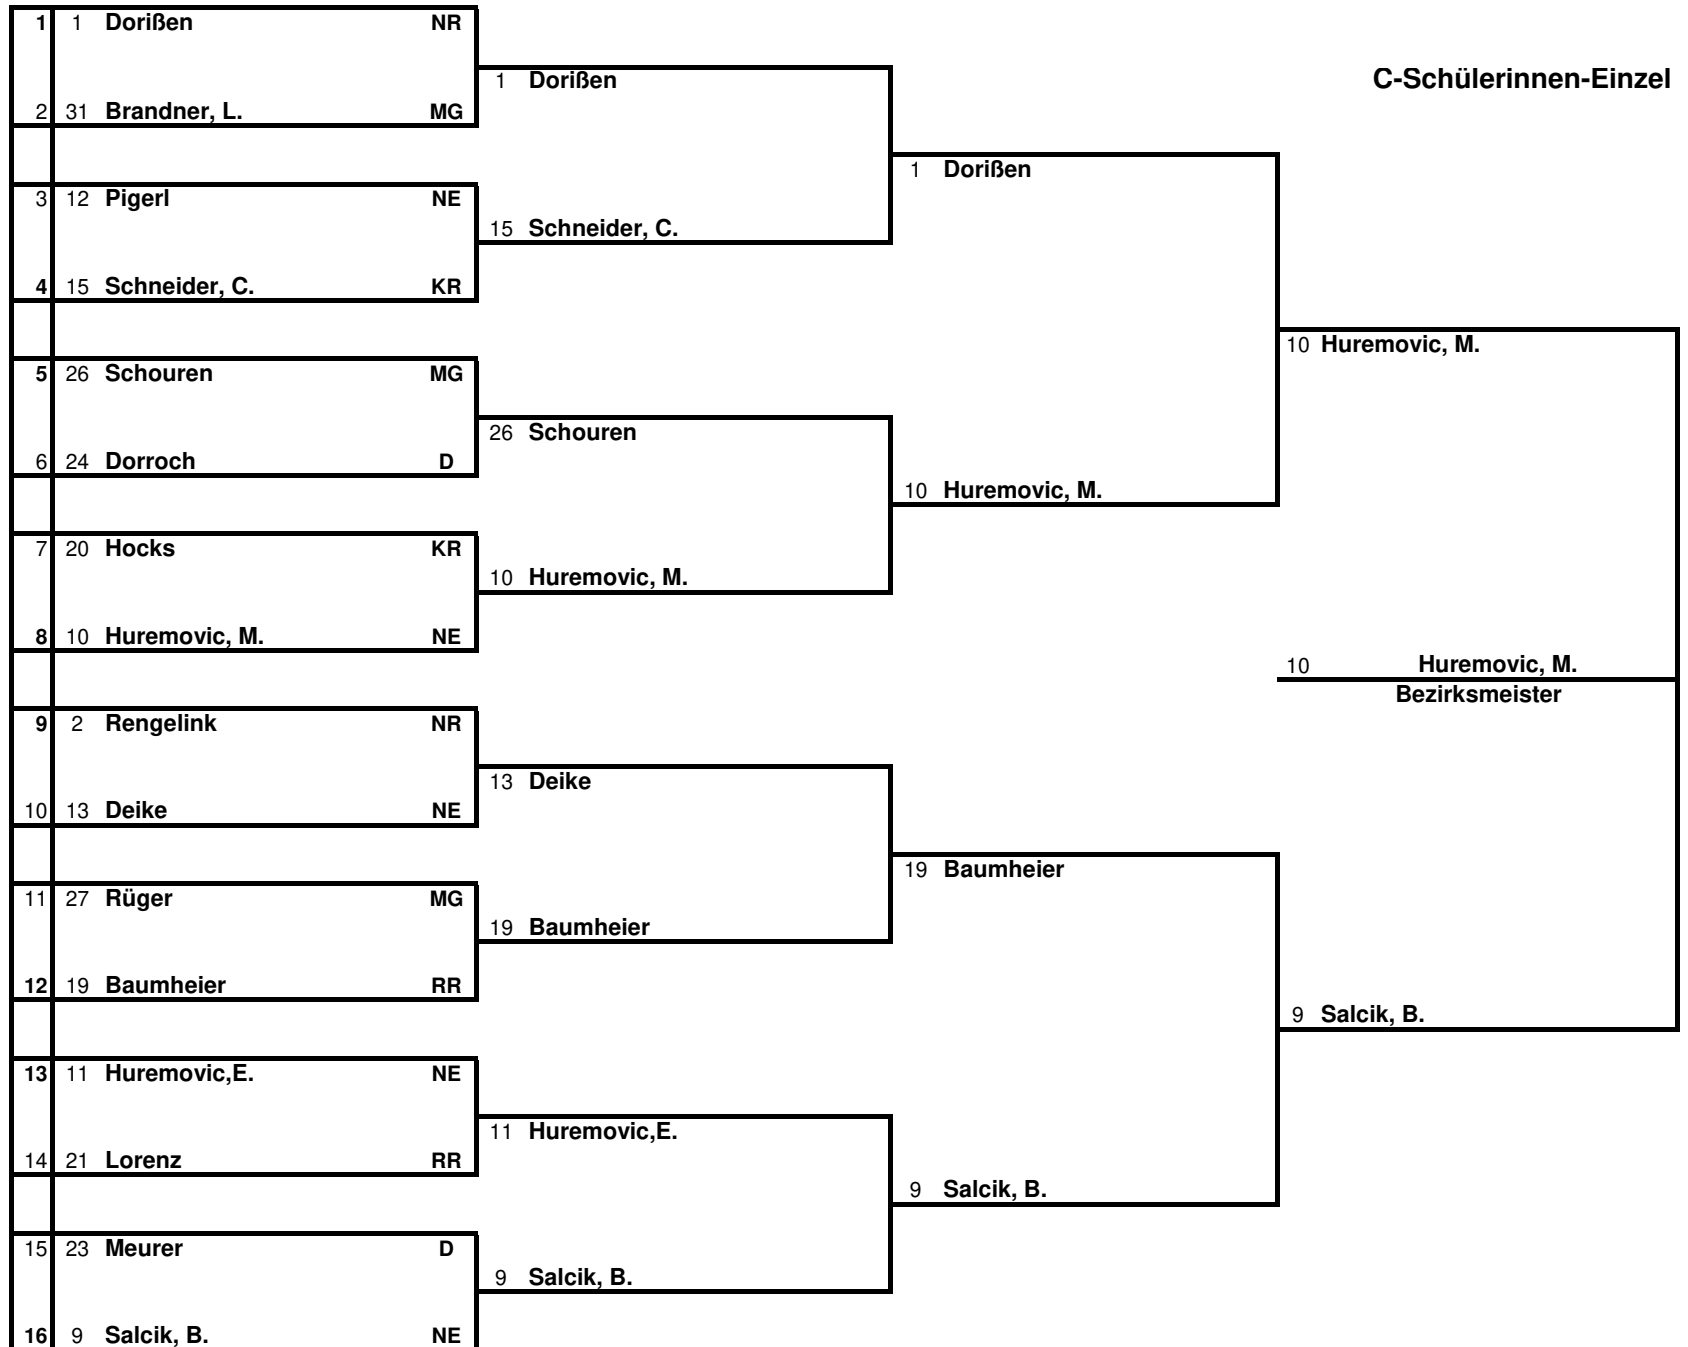 1 1 Dorißen NR
C-Schülerinnen-Einzel
1 Dorißen
2 31 Brandner, L. MG
1 Dorißen
3 12 Pigerl NE
15 Schneider, C.
4 15 Schneider, C. KR
10 Huremovic, M.
5 26 Schouren MG
26 Schouren
6 24 Dorroch D
10 Huremovic, M.
7 20 Hocks KR
10 Huremovic, M.
8 10 Huremovic, M. NE
10 Huremovic, M.
Bezirksmeister
9 2 Rengelink NR
13 Deike
10 13 Deike NE
19 Baumheier
11 27 Rüger MG
19 Baumheier
12 19 Baumheier RR
9 Salcik, B.
13 11 Huremovic,E. NE
11 Huremovic,E.
14 21 Lorenz RR
9 Salcik, B.
15 23 Meurer D
9 Salcik, B.
16 9 Salcik, B. NE